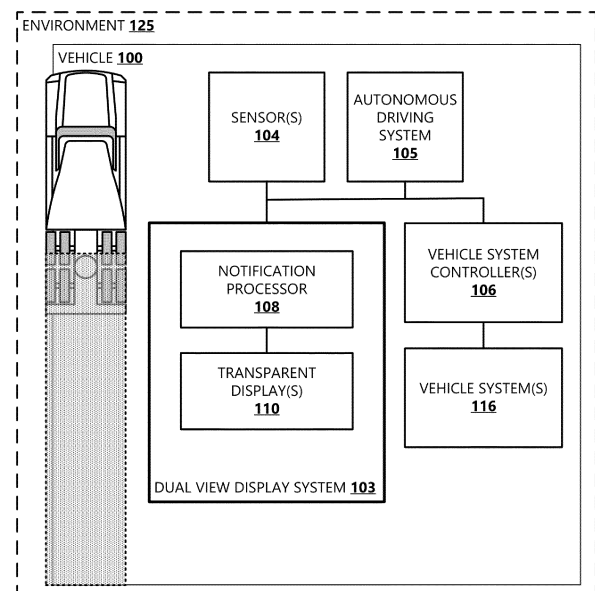 ENVIRONMENT 125
VEHICLE 100
SENSOR(S)
104
AUTONOMOUS
DRIVING
SYSTEM
105
NOTIFICATION
PROCESSOR
108
VEHICLE SYSTEM
CONTROLLER(S)
106
TRANSPARENT
DISPLAY(S)
110
VEHICLE SYSTEM(S)
116
DUAL VIEW DISPLAY SYSTEM 103